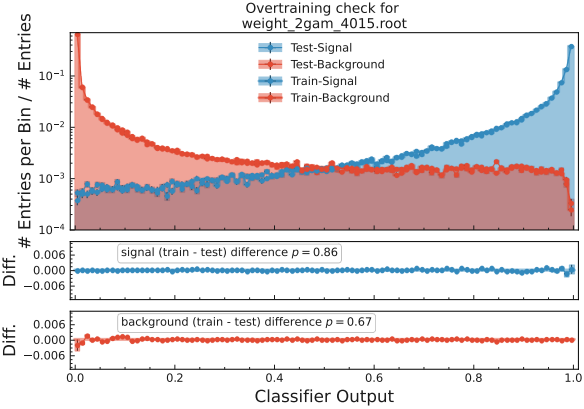 Overtraining check for
weight_2gam_4015.root
# Entries per Bin / # Entries
10⁻¹
10⁻²
10⁻³
10⁻⁴
Test-Signal
Test-Background
Train-Signal
Train-Background
Diff.
0.006
0.000
−0.006
signal (train - test) difference p = 0.86
Diff.
0.006
0.000
−0.006
background (train - test) difference p = 0.67
0.0 0.2 0.4 0.6 0.8 1.0
Classifier Output